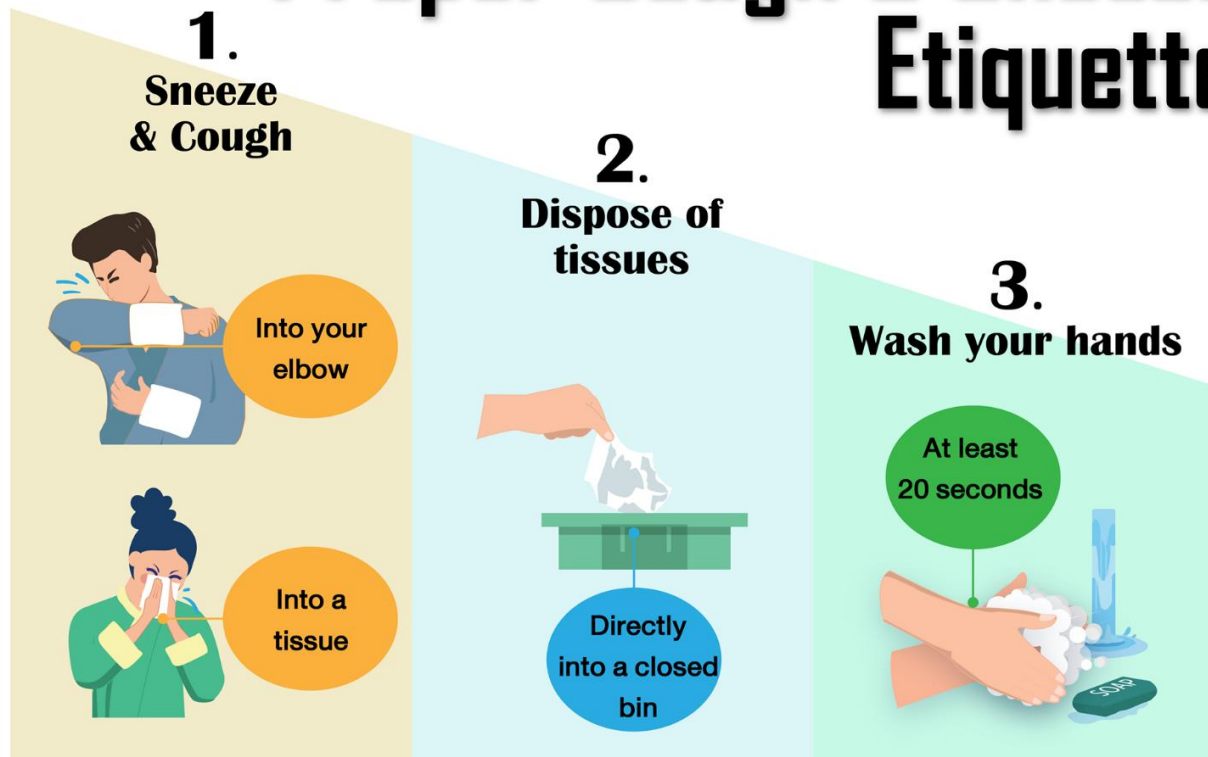 Etiquette
1.
Sneeze
& Cough
Into your
elbow
Into a
tissue
2.
Dispose of
tissues
Directly
into a closed
bin
3.
Wash your hands
At least
20 seconds
SOAP